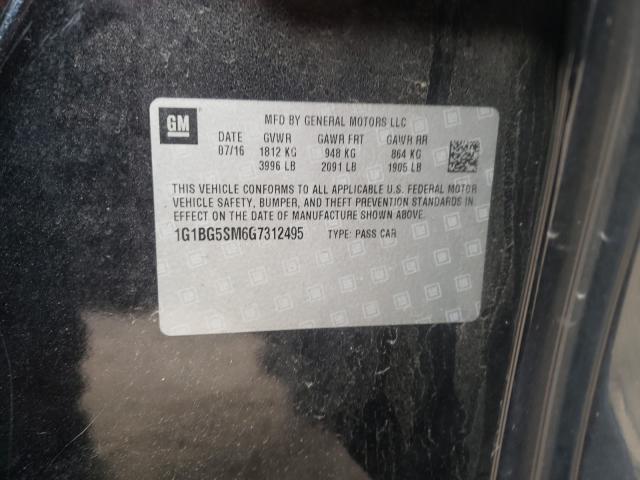 GM
MFD BY GENERAL MOTORS LLC
DATE GVWR GAWR FRT GAWR RR
07/16 1812 KG 948 KG 864 KG
3996 LB 2091 LB 1905 LB
THIS VEHICLE CONFORMS TO ALL APPLICABLE U.S. FEDERAL MOTOR
VEHICLE SAFETY, BUMPER, AND THEFT PREVENTION STANDARDS
IN EFFECT ON THE DATE OF MANUFACTURE SHOWN ABOVE.
1G1BG5SM6G7312495 TYPE: PASS CAR